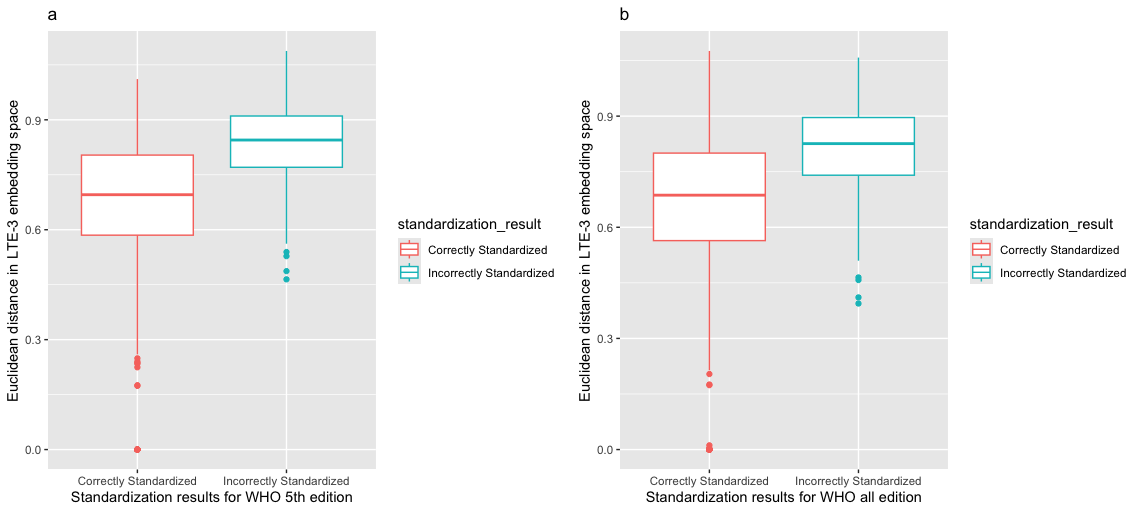 a
Euclidean distance in LTE-3 embedding space
0.9
0.6
0.3
0.0
Correctly Standardized
Incorrectly Standardized
Standardization results for WHO 5th edition
standardization_result
Correctly Standardized
Incorrectly Standardized
b
Euclidean distance in LTE-3 embedding space
0.9
0.6
0.3
0.0
Correctly Standardized
Incorrectly Standardized
Standardization results for WHO all edition
standardization_result
Correctly Standardized
Incorrectly Standardized